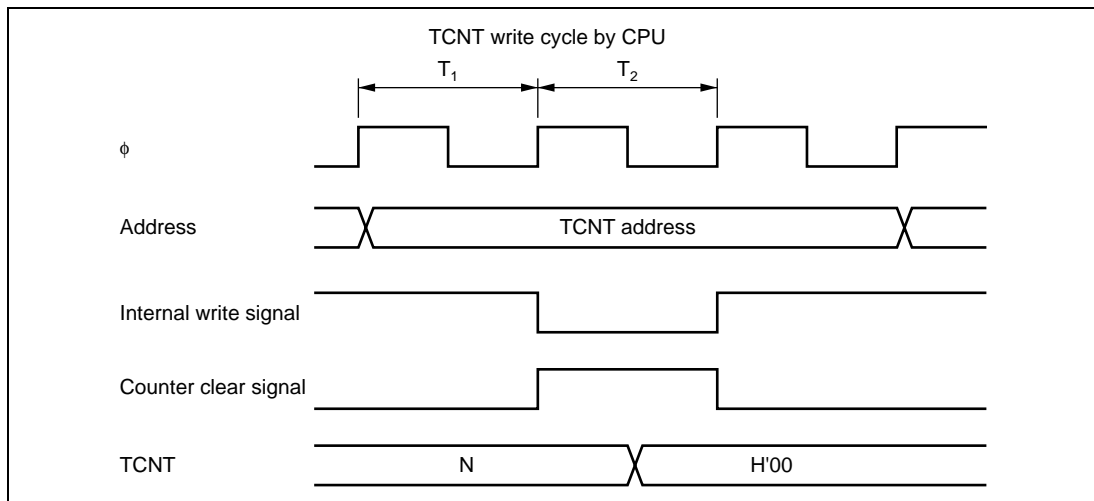 TCNT write cycle by CPU
T1 T2
ϕ
Address TCNT address
Internal write signal
Counter clear signal
TCNT N H'00